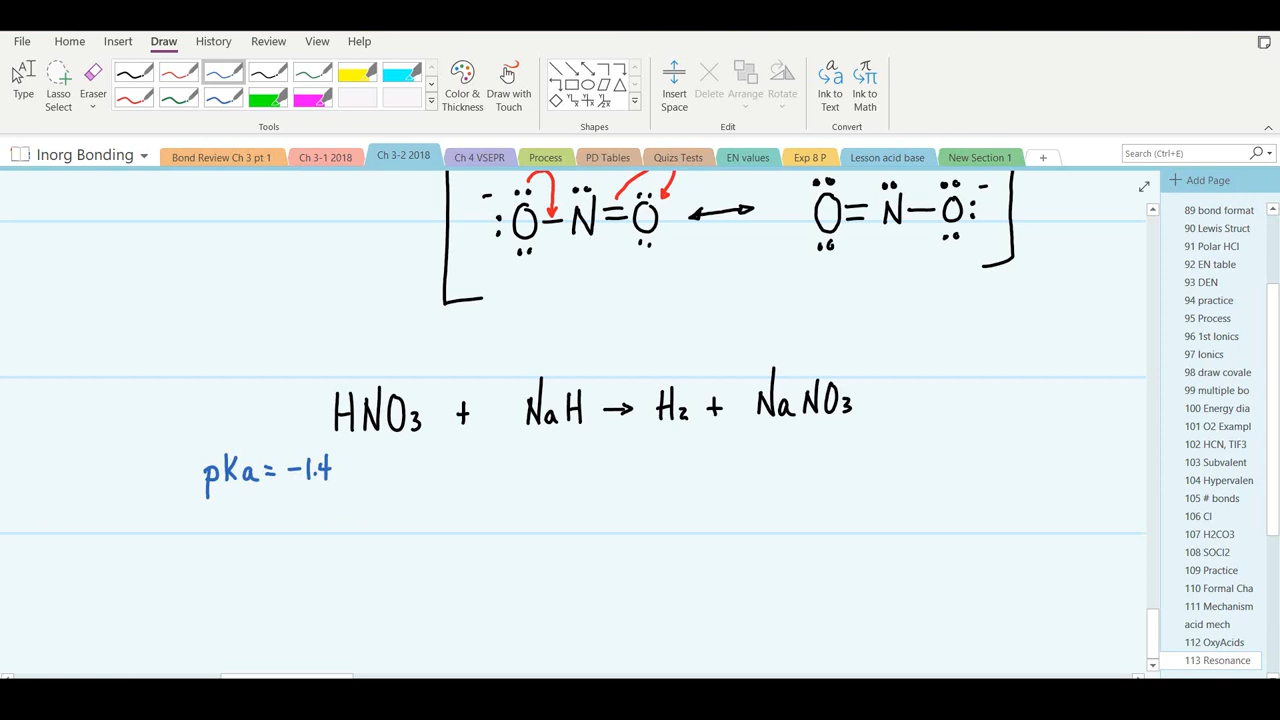 File Home Insert Draw History Review View Help
Type
Lasso Select
Eraser
Color & Thickness
Draw with Touch
Insert Space
Delete
Arrange
Rotate
Ink to Text
Ink to Math
Tools
Shapes
Edit
Convert
Inorg Bonding
Bond Review Ch 3 pt 1
Ch 3-1 2018
Ch 3-2 2018
Ch 4 VSEPR
Process
PD Tables
Quizs Tests
EN values
Exp 8 P
Lesson acid base
New Section 1
Search (Ctrl+E)
Add Page
89 bond format
90 Lewis Struct
91 Polar HCl
92 EN table
93 DEN
94 practice
95 Process
96 1st Ionics
97 Ionics
98 draw covale
99 multiple bo
100 Energy dia
101 O2 Exampl
102 HCN, TIF3
103 Subvalent
104 Hypervalen
105 # bonds
106 CI
107 H2CO3
108 SOCl2
109 Practice
110 Formal Cha
111 Mechanism
acid mech
112 OxyAcids
113 Resonance
[ - :O-N=O ↔ O=N-O: - ]
HNO3 + NaH → H2 + NaNO3
pKa = -1.4